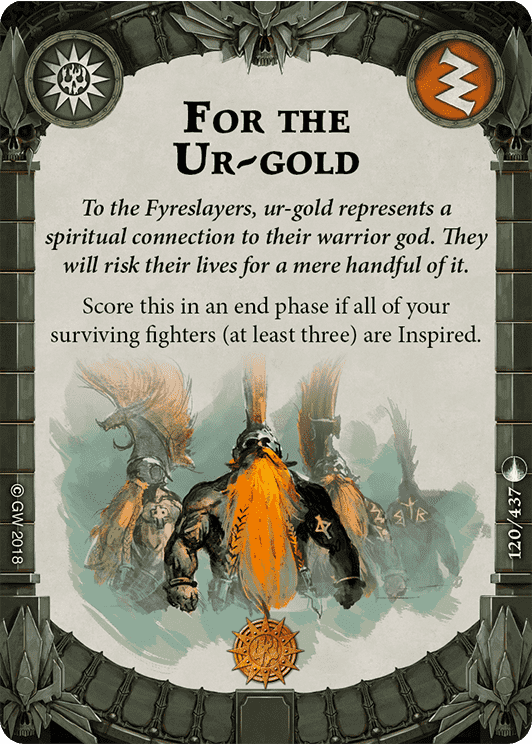 For the
Ur~gold
To the Fyreslayers, ur-gold represents a
spiritual connection to their warrior god. They
will risk their lives for a mere handful of it.
Score this in an end phase if all of your
surviving fighters (at least three) are Inspired.
© GW 2018
120/437